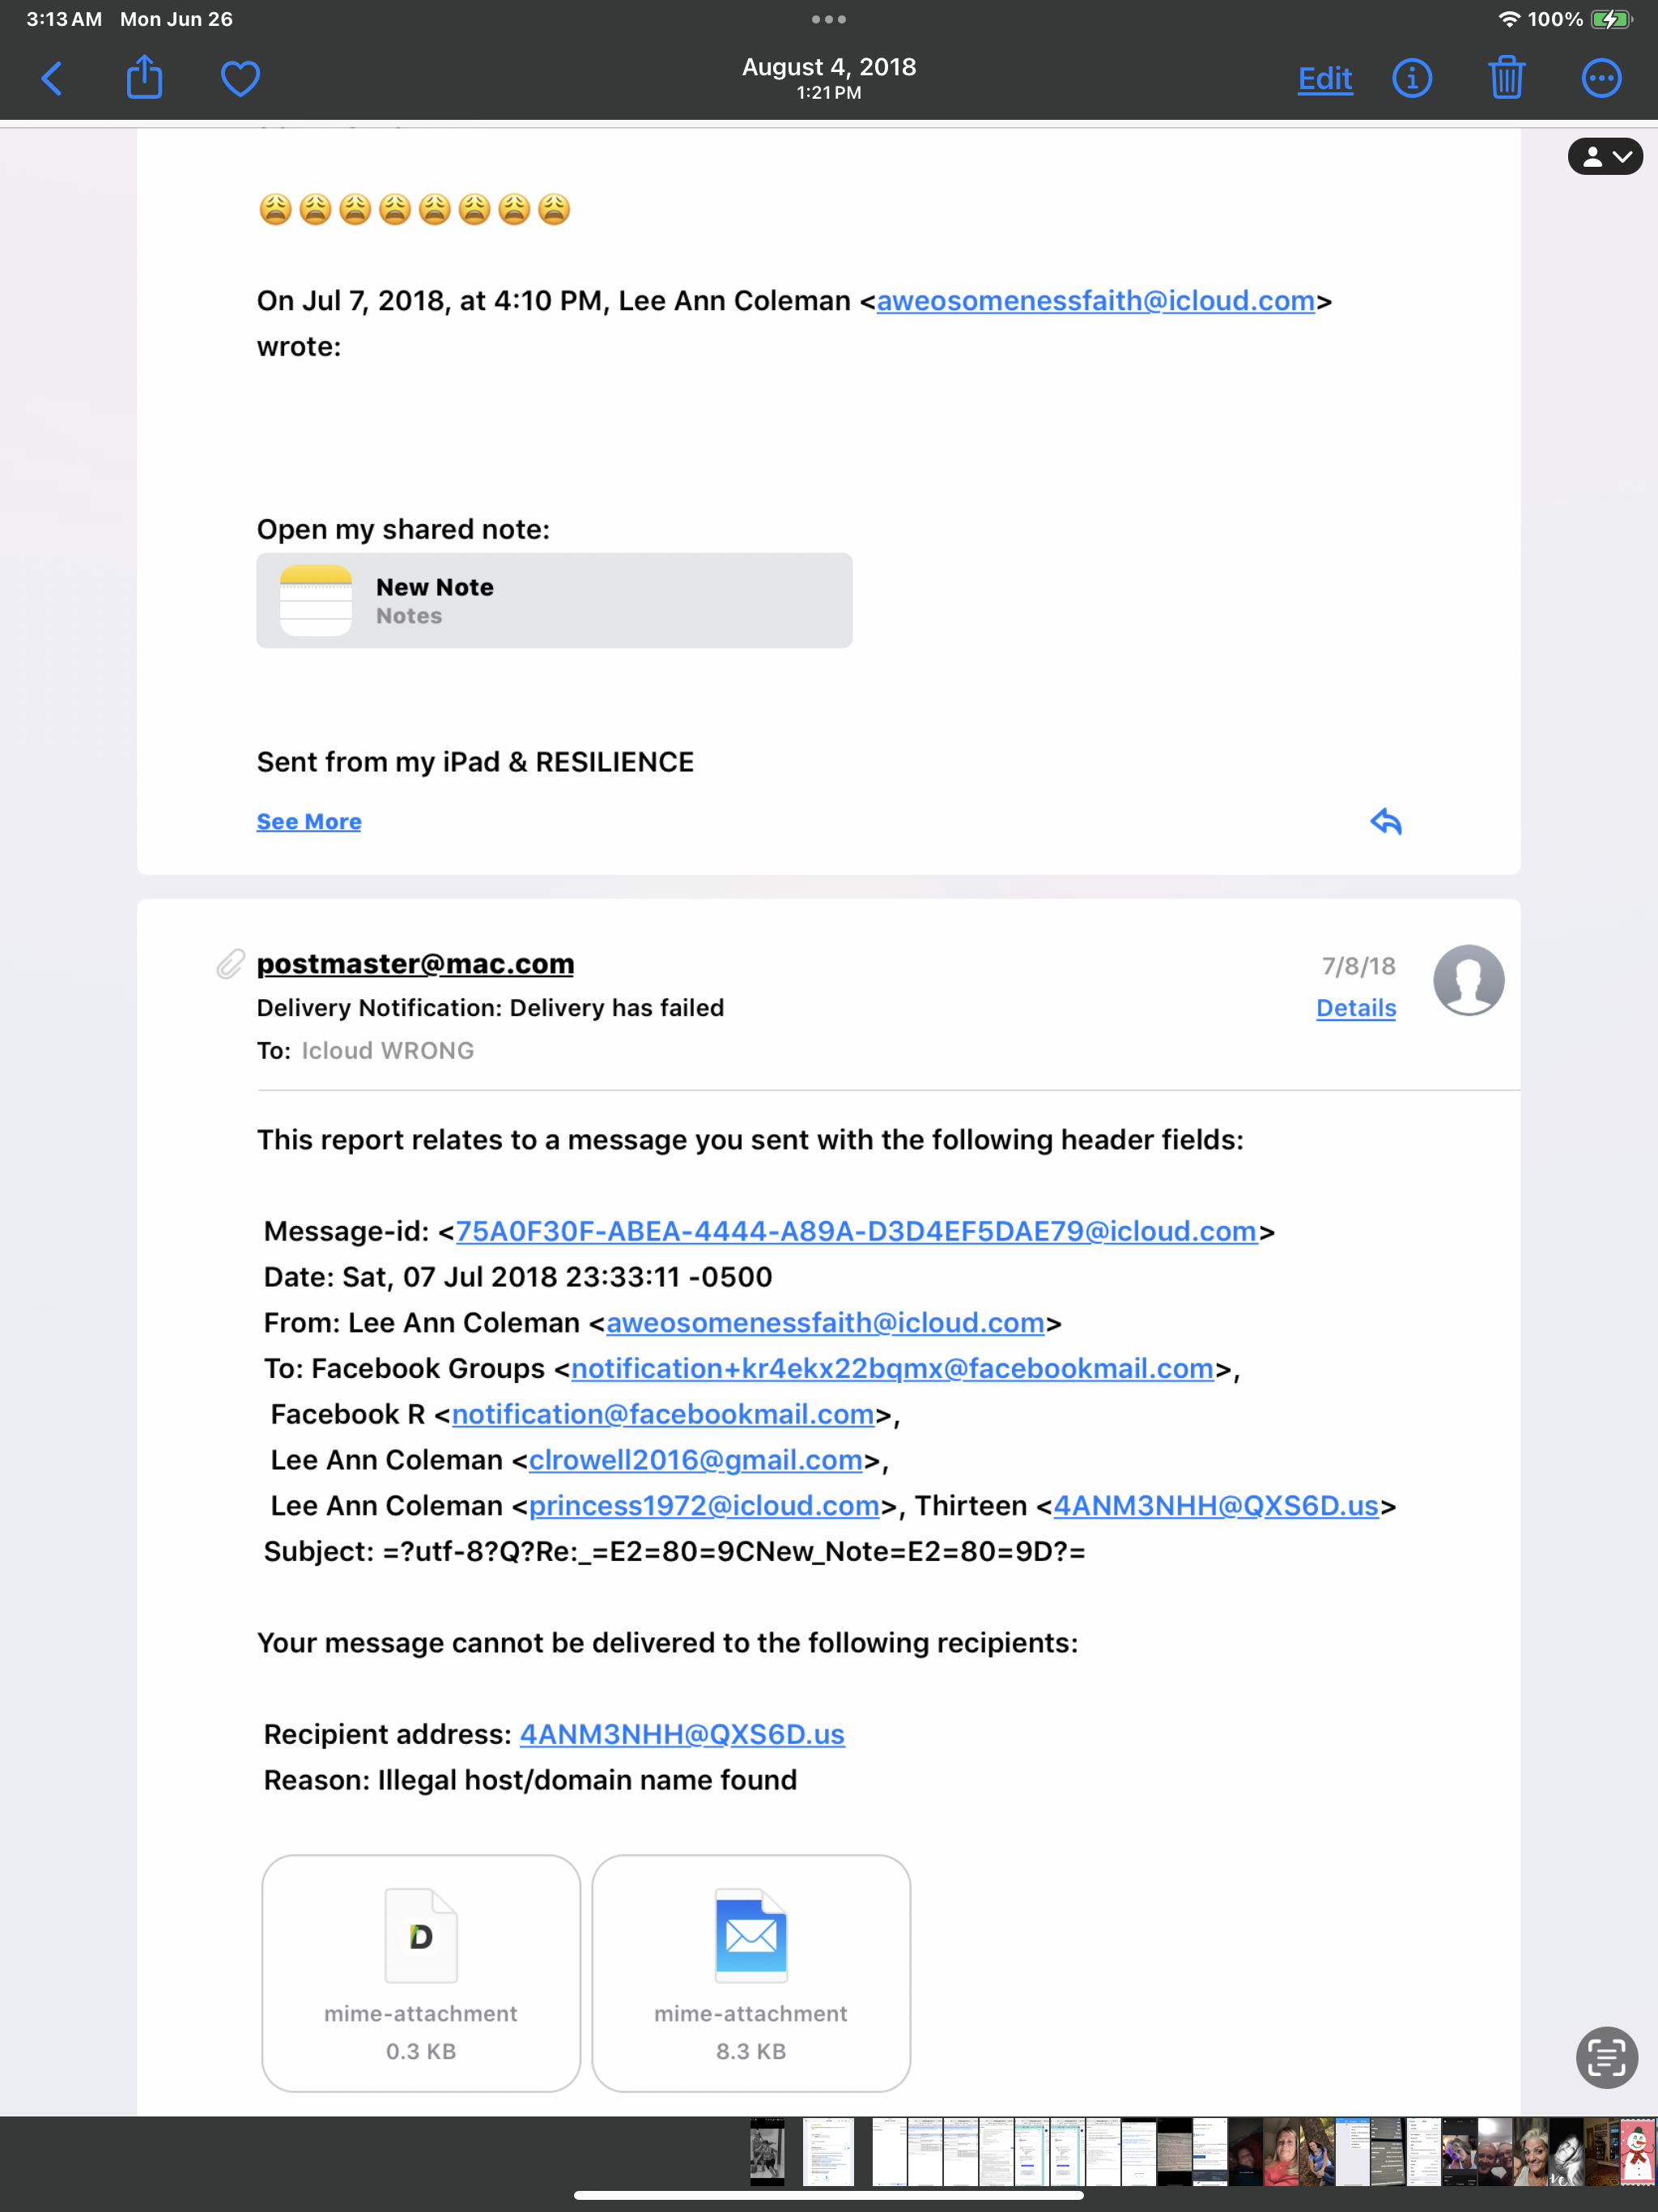 3:13 AM Mon Jun 26
100%
August 4, 2018
1:21 PM
Edit
😩😩😩😩😩😩😩😩
On Jul 7, 2018, at 4:10 PM, Lee Ann Coleman <aweosomenessfaith@icloud.com>
wrote:
Open my shared note:
New Note
Notes
Sent from my iPad & RESILIENCE
See More
postmaster@mac.com
7/8/18
Delivery Notification: Delivery has failed
Details
To: Icloud WRONG
This report relates to a message you sent with the following header fields:
Message-id: <75A0F30F-ABEA-4444-A89A-D3D4EF5DAE79@icloud.com>
Date: Sat, 07 Jul 2018 23:33:11 -0500
From: Lee Ann Coleman <aweosomenessfaith@icloud.com>
To: Facebook Groups <notification+kr4ekx22bqmx@facebookmail.com>,
Facebook R <notification@facebookmail.com>,
Lee Ann Coleman <clrowell2016@gmail.com>,
Lee Ann Coleman <princess1972@icloud.com>, Thirteen <4ANM3NHH@QXS6D.us>
Subject: =?utf-8?Q?Re:_=E2=80=9CNew_Note=E2=80=9D?=
Your message cannot be delivered to the following recipients:
Recipient address: 4ANM3NHH@QXS6D.us
Reason: Illegal host/domain name found
D
mime-attachment
0.3 KB
mime-attachment
8.3 KB